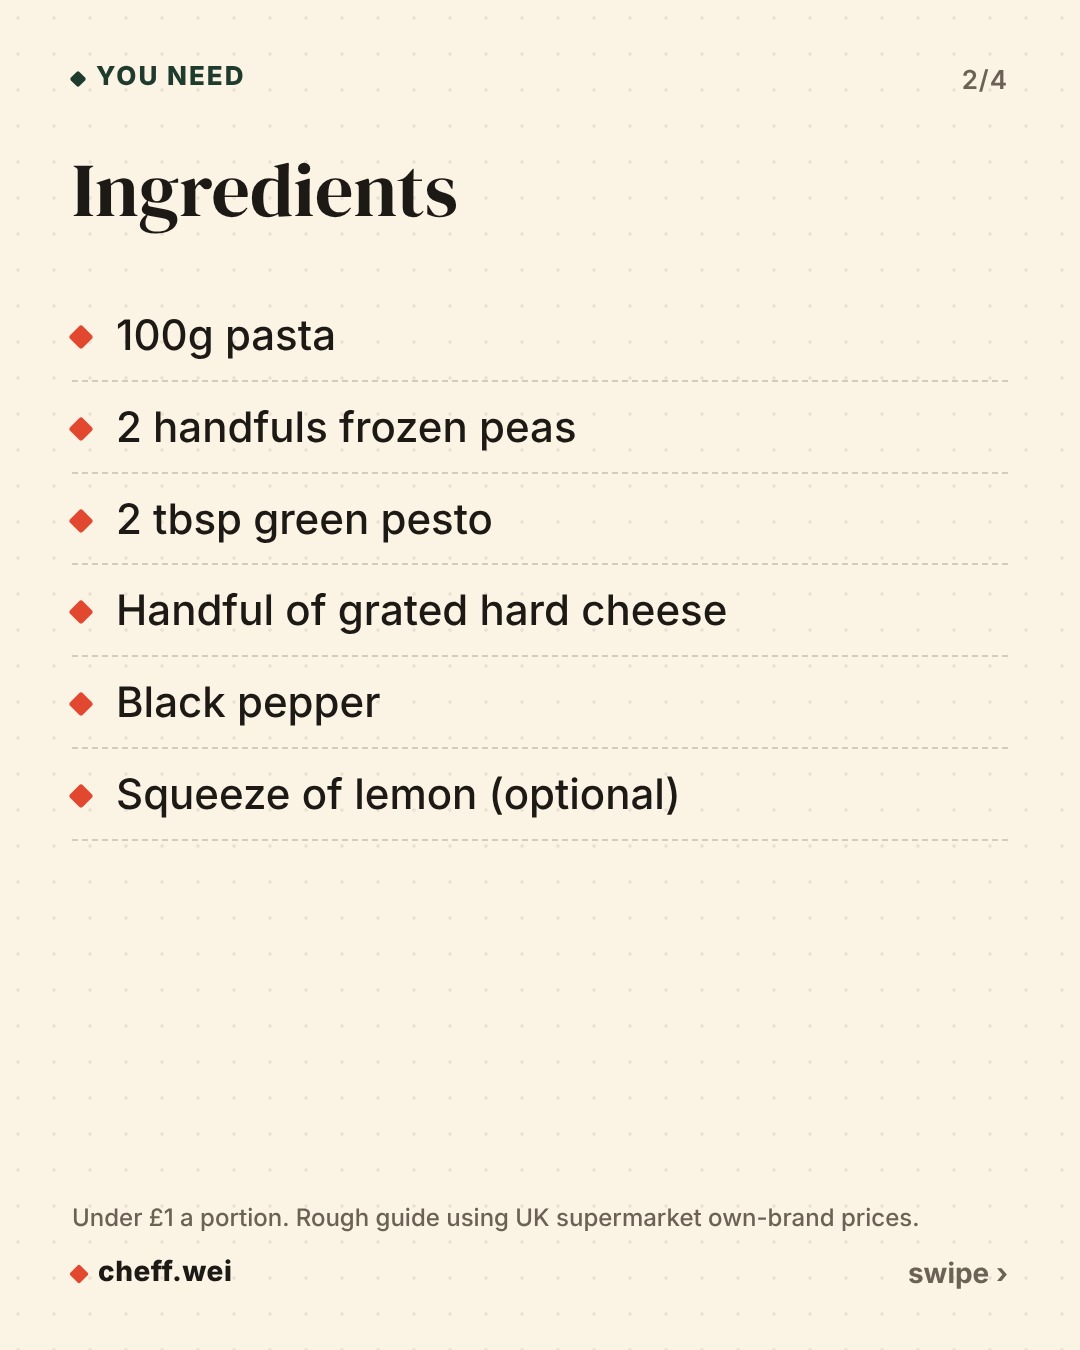 YOU NEED
2/4
Ingredients
100g pasta
2 handfuls frozen peas
2 tbsp green pesto
Handful of grated hard cheese
Black pepper
Squeeze of lemon (optional)
Under £1 a portion. Rough guide using UK supermarket own-brand prices.
cheff.wei
swipe ›